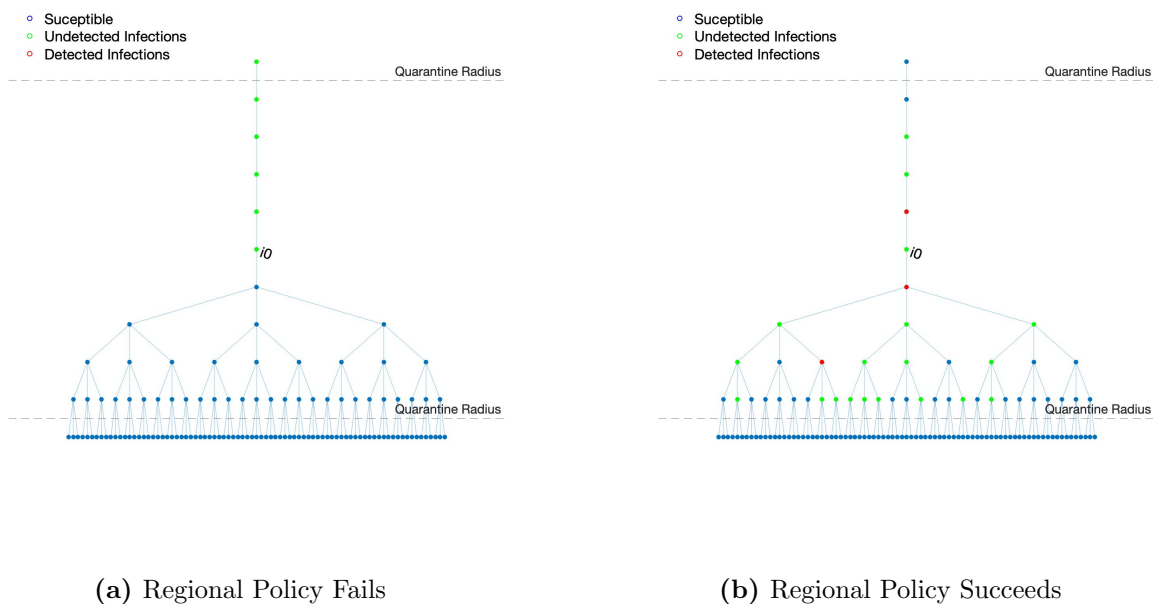 Suceptible
Undetected Infections
Detected Infections
Quarantine Radius
i0
Quarantine Radius
(a) Regional Policy Fails
Suceptible
Undetected Infections
Detected Infections
Quarantine Radius
i0
Quarantine Radius
(b) Regional Policy Succeeds